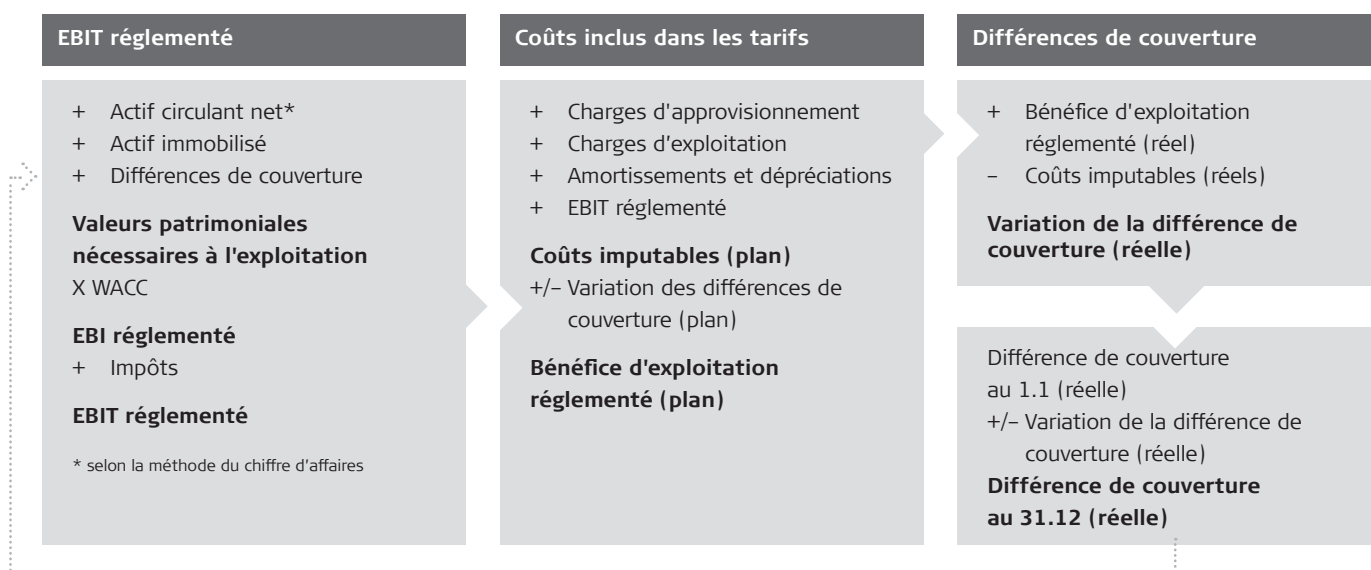 EBIT réglementé
+ Actif circulant net*
+ Actif immobilisé
+ Différences de couverture
Valeurs patrimoniales
nécessaires à l'exploitation
X WACC
EBI réglementé
+ Impôts
EBIT réglementé
* selon la méthode du chiffre d’affaires
Coûts inclus dans les tarifs
+ Charges d'approvisionnement
+ Charges d’exploitation
+ Amortissements et dépréciations
+ EBIT réglementé
Coûts imputables (plan)
+/– Variation des différences de
couverture (plan)
Bénéfice d'exploitation
réglementé (plan)
Différences de couverture
+ Bénéfice d'exploitation
réglementé (réel)
– Coûts imputables (réels)
Variation de la différence de
couverture (réelle)
Différence de couverture
au 1.1 (réelle)
+/– Variation de la différence de
couverture (réelle)
Différence de couverture
au 31.12 (réelle)